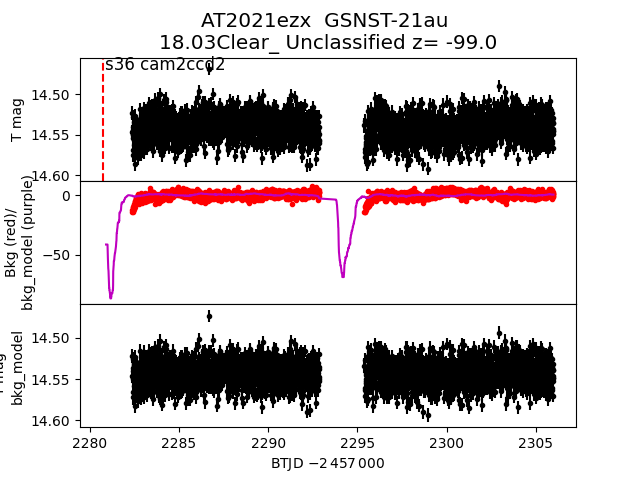 AT2021ezx GSNST-21au
18.03Clear_ Unclassified z= -99.0
s36 cam2ccd2
T mag
14.50
14.55
14.60
Bkg (red)/
bkg_model (purple)
0
−50
bkg_model
14.50
14.55
14.60
2280
2285
2290
2295
2300
2305
BTJD −2 457 000